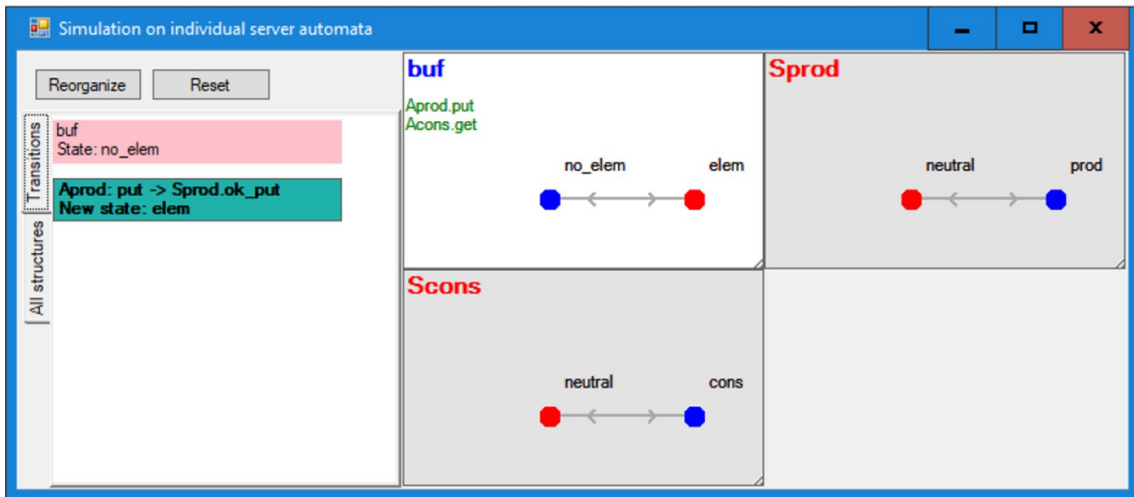 Simulation on individual server automata
Reorganize
Reset
Transitions
All structures
buf
State: no_elem
Aprod: put -> Sprod.ok_put
New state: elem
buf
Aprod.put
Acons.get
no_elem
elem
Sprod
neutral
prod
Scons
neutral
cons